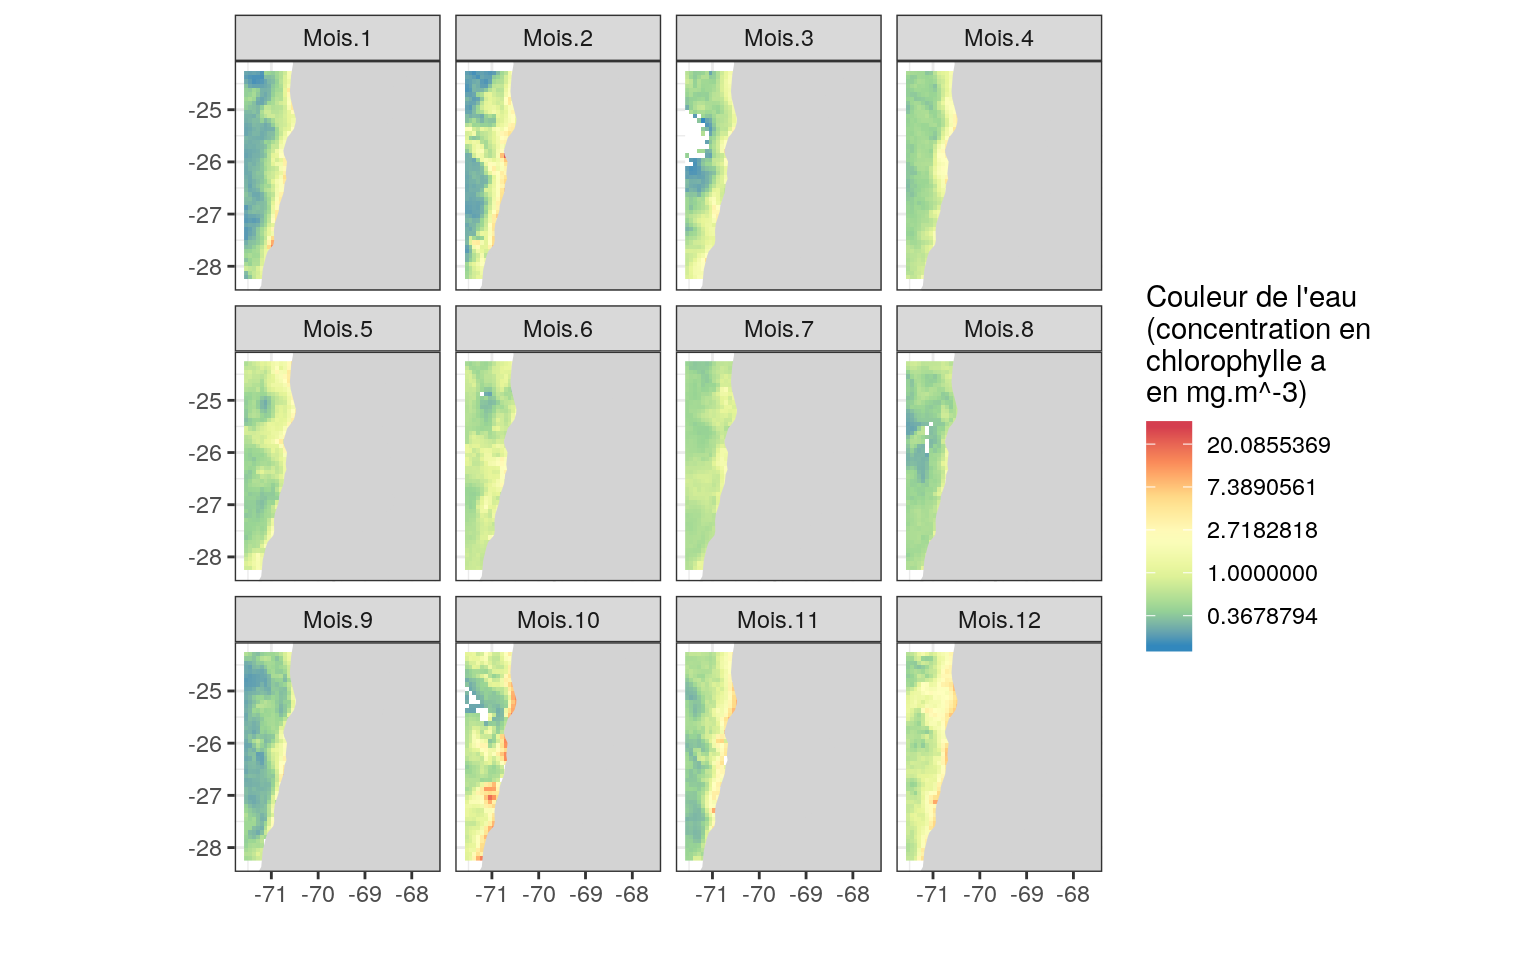 Mois.1 Mois.2 Mois.3 Mois.4
-25
-26
-27
-28
Mois.5 Mois.6 Mois.7 Mois.8
-25
-26
-27
-28
Mois.9 Mois.10 Mois.11 Mois.12
-25
-26
-27
-28
-71 -70 -69 -68 -71 -70 -69 -68 -71 -70 -69 -68 -71 -70 -69 -68
Couleur de l'eau
(concentration en
chlorophylle a
en mg.m^-3)
20.0855369
7.3890561
2.7182818
1.0000000
0.3678794